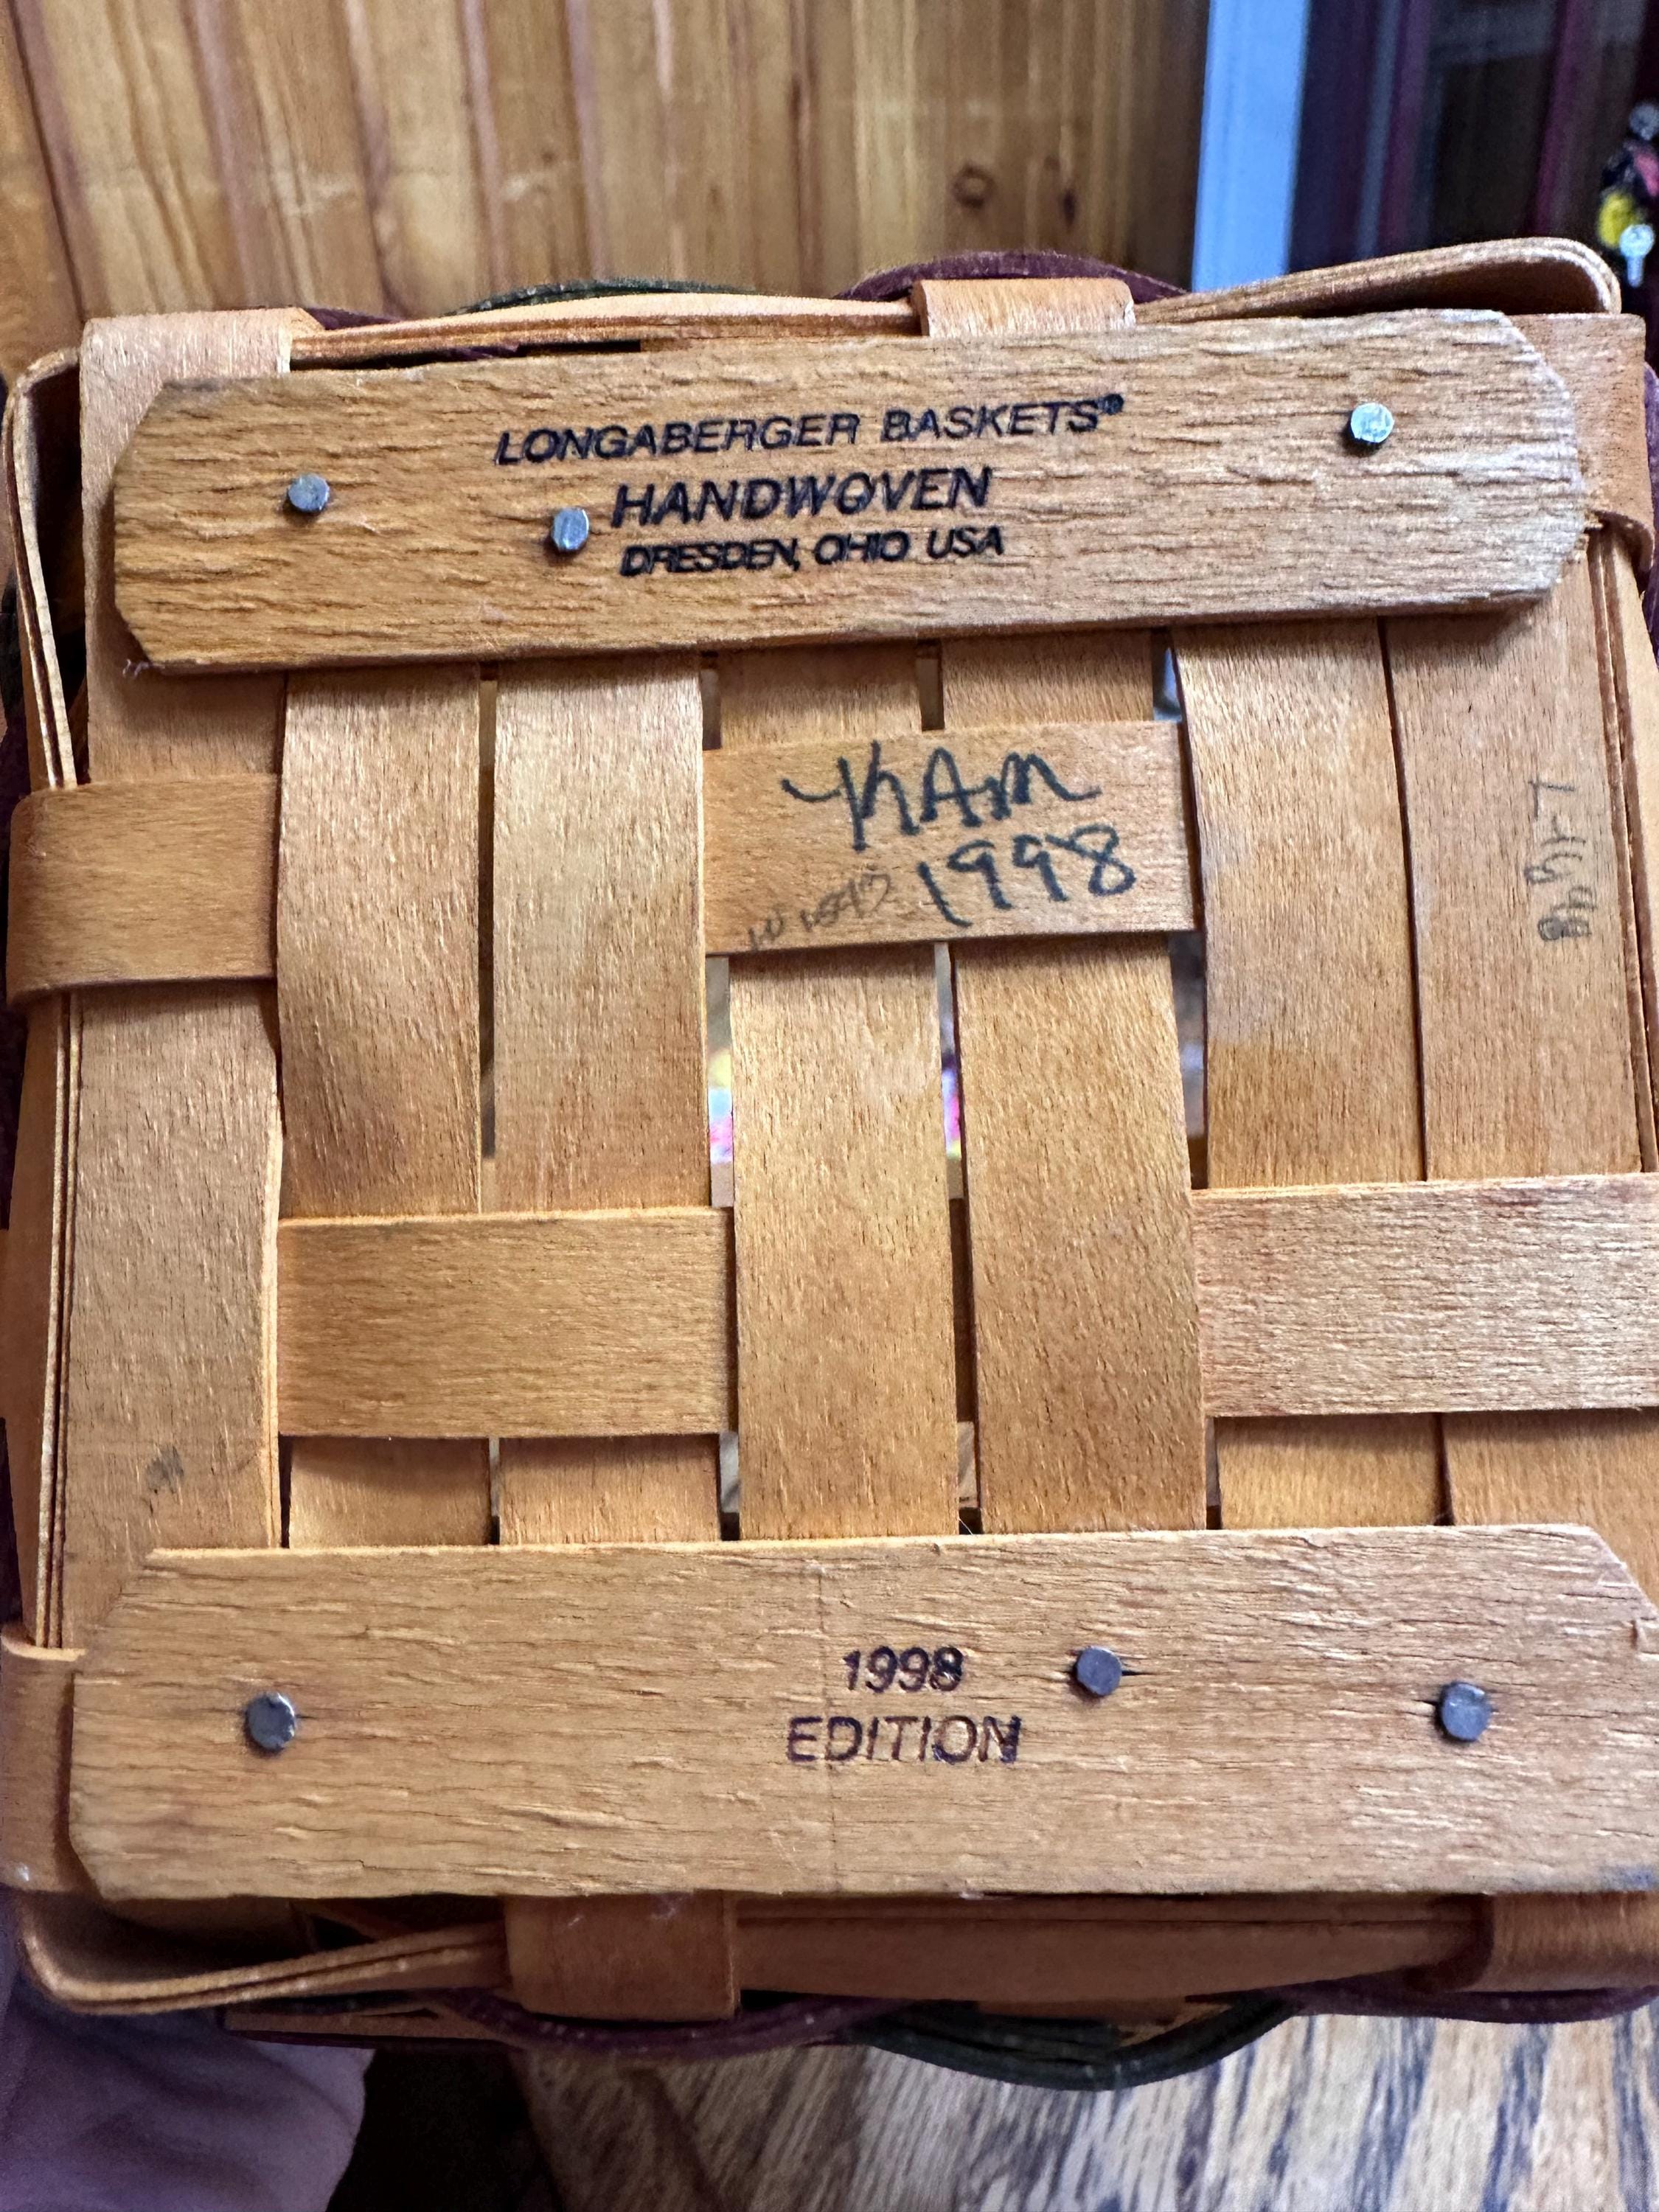 LONGABERGER BASKETS®
HANDWOVEN
DRESDEN, OHIO USA
KAM
1998
1998
EDITION